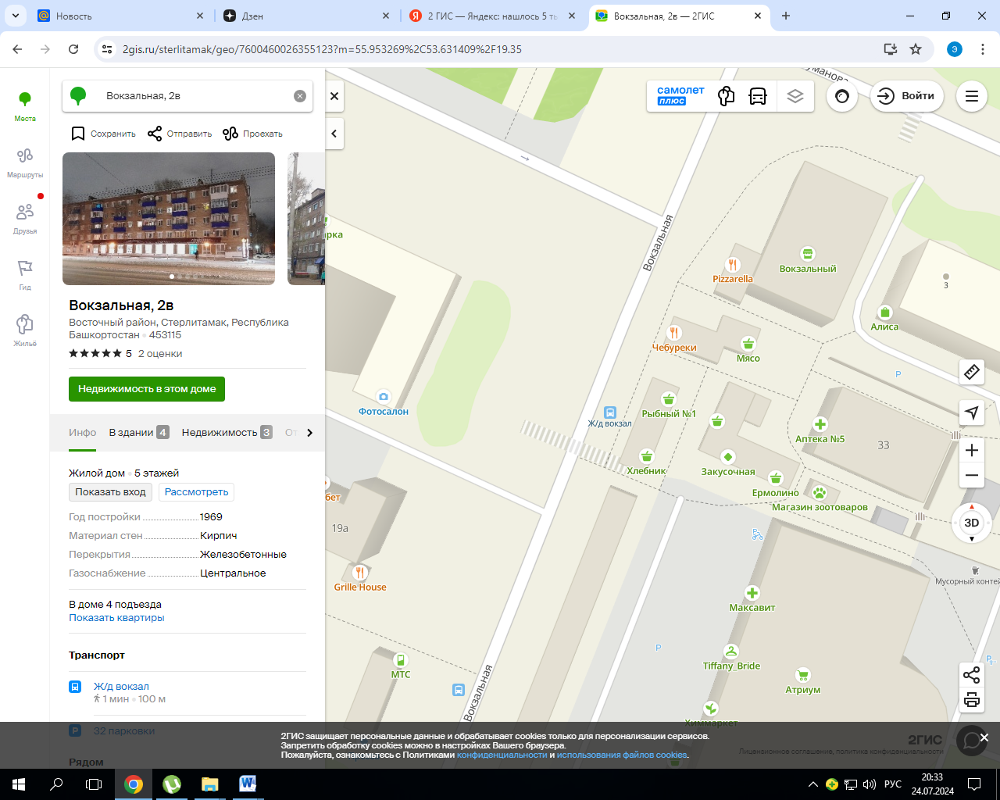 Новость
Дзен
2 ГИС — Яндекс: нашлось 5 ты
Вокзальная, 2в — 2ГИС
2gis.ru/sterlitamak/geo/7600460026355123?m=55.953269%2C53.631409%2F19.35
Э
Места
Маршруты
Друзья
Гид
Жильё
Вокзальная, 2в
Сохранить
Отправить
Проехать
Вокзальная, 2в
Восточный район, Стерлитамак, Республика
Башкортостан • 453115
5 2 оценки
Недвижимость в этом доме
Инфо
В здании 4
Недвижимость 3
От
Жилой дом • 5 этажей
Показать вход
Рассмотреть
Год постройки 1969
Материал стен Кирпич
Перекрытия Железобетонные
Газоснабжение Центральное
В доме 4 подъезда
Показать квартиры
Транспорт
Ж/д вокзал
1 мин • 100 м
32 парковки
Рядом
самолет
плюс
Войти
уманова
Вокзальная
арка
Pizzarella
Вокзальный
3
Алиса
Чебуреки
Мясо
P
Фотосалон
Ж/д вокзал
Рыбный №1
Аптека №5
33
Хлебник
Закусочная
Ермолино
Магазин зоотоваров
бет
19а
Grille House
3D
P
Мусорный контей
Максавит
P
Tiffany_Bride
МТС
Атриум
P
Вокзальная
Химмаркет
2ГИС
Лицензионное соглашение, политика конфиденциальности
2ГИС защищает персональные данные и обрабатывает cookies только для персонализации сервисов.
Запретить обработку cookies можно в настройках Вашего браузера.
Пожалуйста, ознакомьтесь с Политиками конфиденциальности и использования файлов cookies.
РУС
20:33
24.07.2024